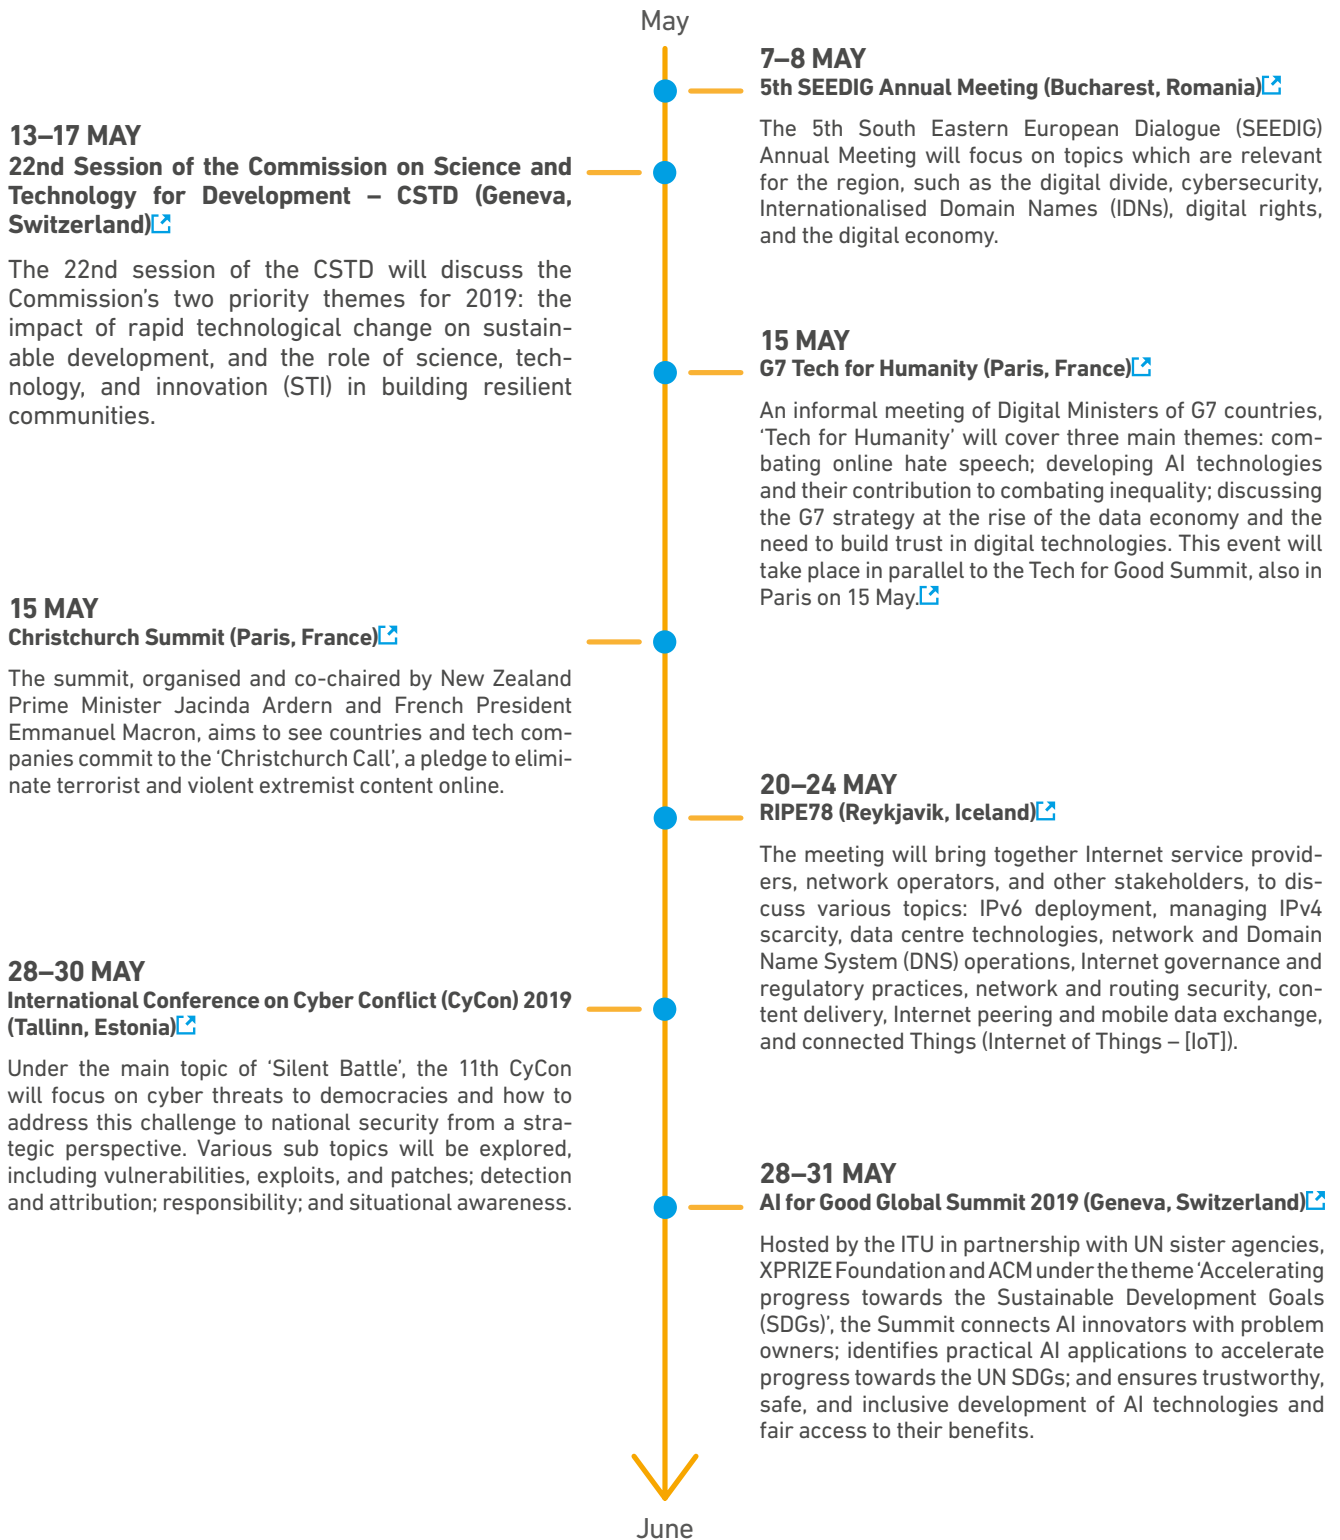 May
7–8 MAY
5th SEEDIG Annual Meeting (Bucharest, Romania)
The 5th South Eastern European Dialogue (SEEDIG)
Annual Meeting will focus on topics which are relevant
for the region, such as the digital divide, cybersecurity,
Internationalised Domain Names (IDNs), digital rights,
and the digital economy.
13–17 MAY
22nd Session of the Commission on Science and
Technology for Development – CSTD (Geneva,
Switzerland)
The 22nd session of the CSTD will discuss the
Commission's two priority themes for 2019: the
impact of rapid technological change on sustain-
able development, and the role of science, tech-
nology, and innovation (STI) in building resilient
communities.
15 MAY
G7 Tech for Humanity (Paris, France)
An informal meeting of Digital Ministers of G7 countries,
‘Tech for Humanity’ will cover three main themes: com-
bating online hate speech; developing AI technologies
and their contribution to combating inequality; discussing
the G7 strategy at the rise of the data economy and the
need to build trust in digital technologies. This event will
take place in parallel to the Tech for Good Summit, also in
Paris on 15 May.
15 MAY
Christchurch Summit (Paris, France)
The summit, organised and co-chaired by New Zealand
Prime Minister Jacinda Ardern and French President
Emmanuel Macron, aims to see countries and tech com-
panies commit to the ‘Christchurch Call’, a pledge to elimi-
nate terrorist and violent extremist content online.
20–24 MAY
RIPE78 (Reykjavik, Iceland)
The meeting will bring together Internet service provid-
ers, network operators, and other stakeholders, to dis-
cuss various topics: IPv6 deployment, managing IPv4
scarcity, data centre technologies, network and Domain
Name System (DNS) operations, Internet governance and
regulatory practices, network and routing security, con-
tent delivery, Internet peering and mobile data exchange,
and connected Things (Internet of Things – [IoT]).
28–30 MAY
International Conference on Cyber Conflict (CyCon) 2019
(Tallinn, Estonia)
Under the main topic of ‘Silent Battle’, the 11th CyCon
will focus on cyber threats to democracies and how to
address this challenge to national security from a stra-
tegic perspective. Various sub topics will be explored,
including vulnerabilities, exploits, and patches; detection
and attribution; responsibility; and situational awareness.
28–31 MAY
AI for Good Global Summit 2019 (Geneva, Switzerland)
Hosted by the ITU in partnership with UN sister agencies,
XPRIZE Foundation and ACM under the theme ‘Accelerating
progress towards the Sustainable Development Goals
(SDGs)’, the Summit connects AI innovators with problem
owners; identifies practical AI applications to accelerate
progress towards the UN SDGs; and ensures trustworthy,
safe, and inclusive development of AI technologies and
fair access to their benefits.
June